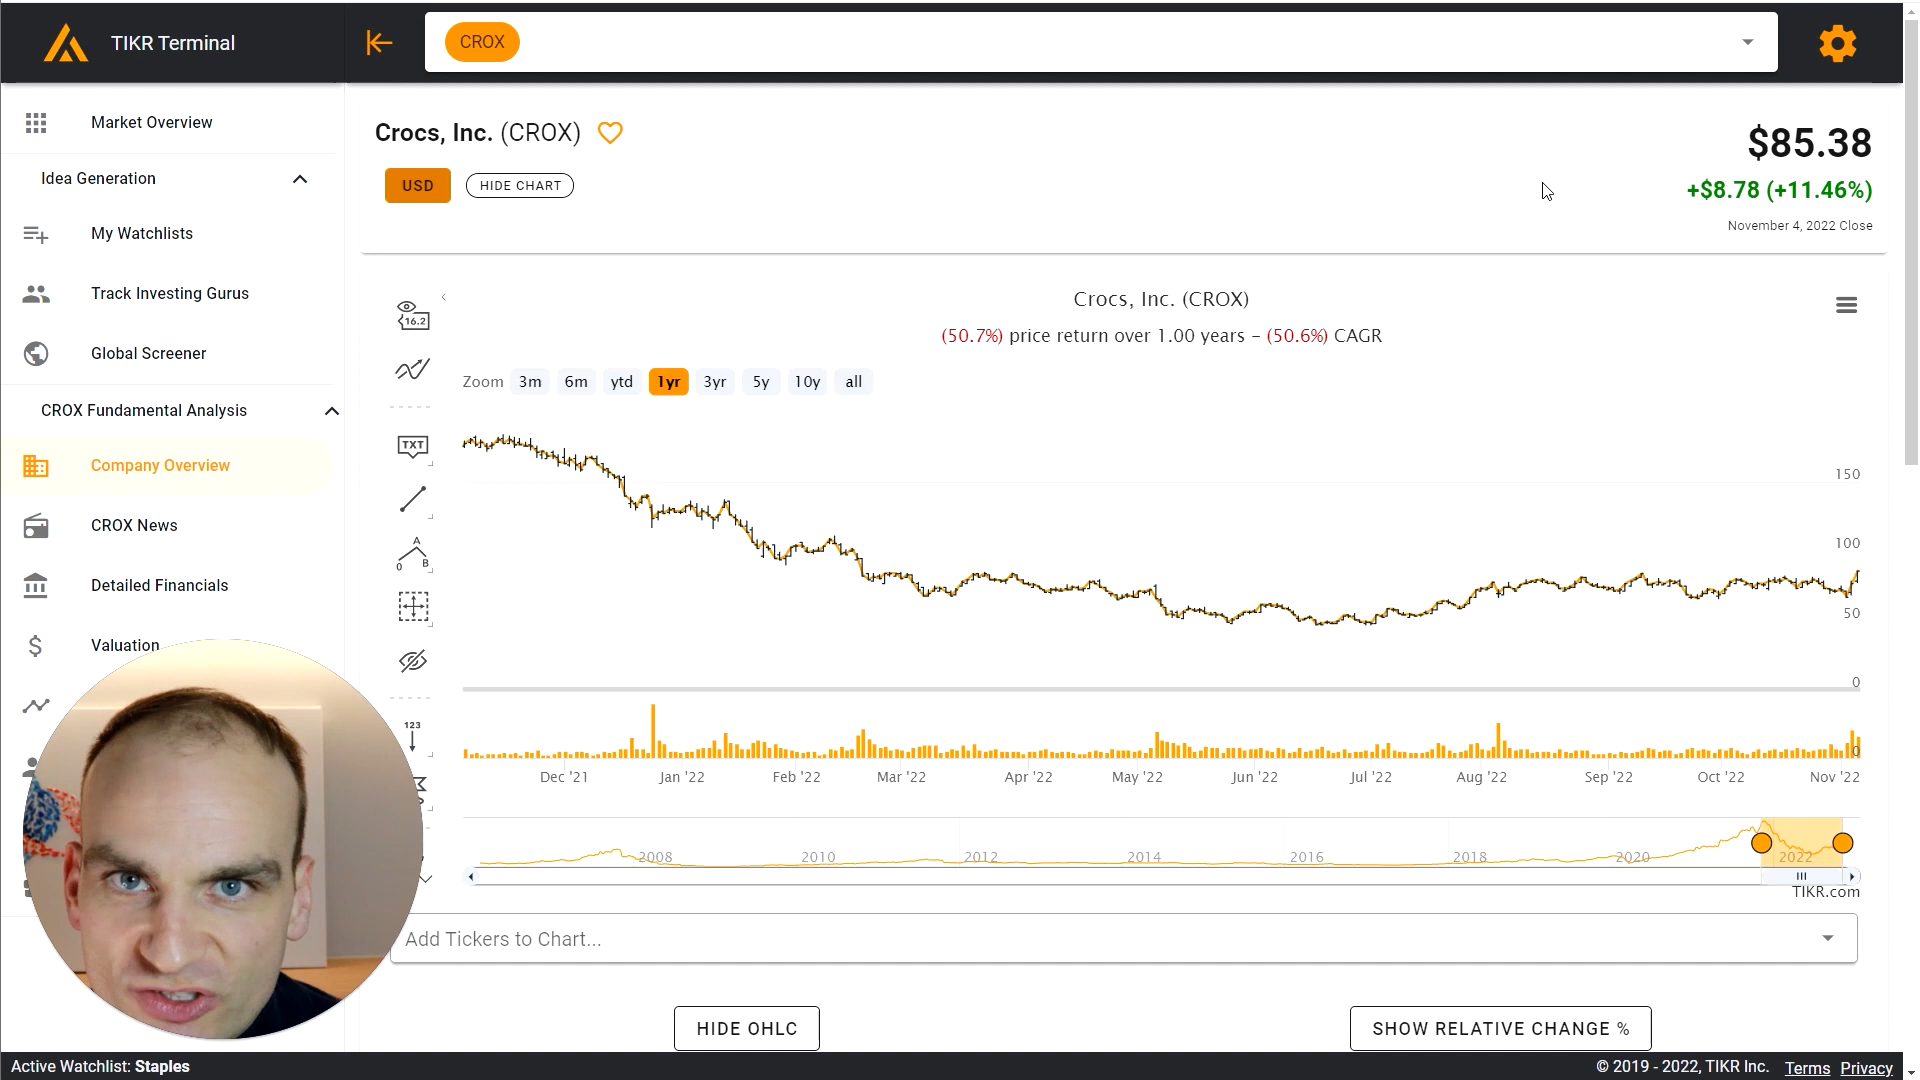 TIKR Terminal
CROX
Market Overview
Idea Generation
My Watchlists
Track Investing Gurus
Global Screener
CROX Fundamental Analysis
Company Overview
CROX News
Detailed Financials
Valuation
Crocs, Inc. (CROX)
USD
HIDE CHART
$85.38
+$8.78 (+11.46%)
November 4, 2022 Close
16.2
TXT
A
0 B
123
Crocs, Inc. (CROX)
(50.7%) price return over 1.00 years – (50.6%) CAGR
Zoom 3m 6m ytd 1yr 3yr 5y 10y all
150
100
50
0
0
Dec '21 Jan '22 Feb '22 Mar '22 Apr '22 May '22 Jun '22 Jul '22 Aug '22 Sep '22 Oct '22 Nov '22
2008 2010 2012 2014 2016 2018 2020 2022
TIKR.com
Add Tickers to Chart...
HIDE OHLC
SHOW RELATIVE CHANGE %
Active Watchlist: Staples
© 2019 - 2022, TIKR Inc. Terms Privacy